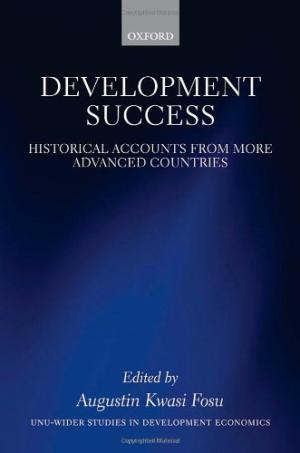 OXFORD
DEVELOPMENT
SUCCESS
HISTORICAL ACCOUNTS FROM MORE
ADVANCED COUNTRIES
Edited by
Augustin Kwasi Fosu
UNU-WIDER STUDIES IN DEVELOPMENT ECONOMICS